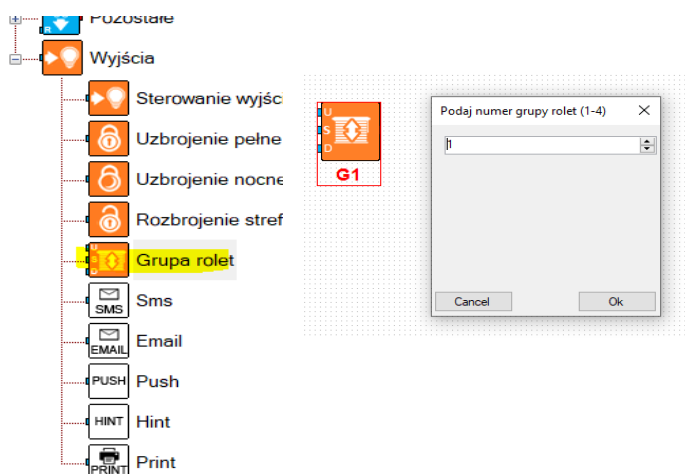 R
Pozostałe
Wyjścia
Sterowanie wyjśc
Uzbrojenie pełne
Uzbrojenie nocne
Rozbrojenie stref
U
S
D
Grupa rolet
SMS
Sms
EMAIL
Email
PUSH
Push
HINT
Hint
PRINT
Print
U
S
D
G1
Podaj numer grupy rolet (1-4)
1
Cancel
Ok